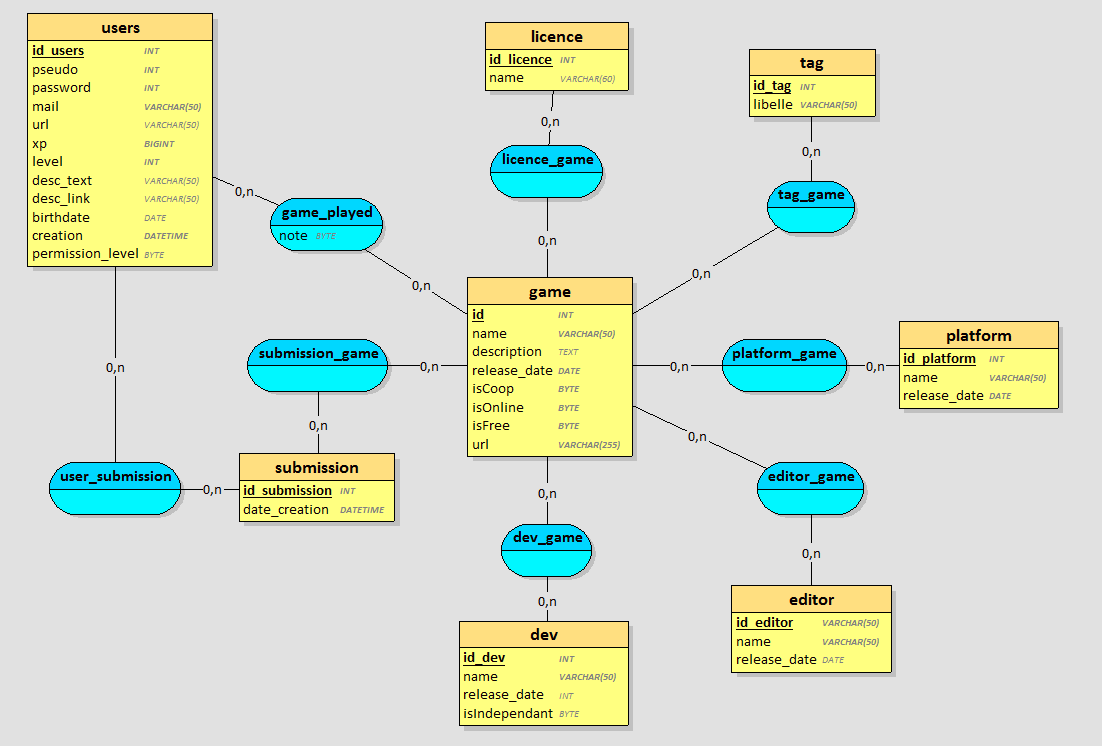 users
id_users INT
pseudo INT
password INT
mail VARCHAR(50)
url VARCHAR(50)
xp BIGINT
level INT
desc_text VARCHAR(50)
desc_link VARCHAR(50)
birthdate DATE
creation DATETIME
permission_level BYTE
licence
id_licence INT
name VARCHAR(60)
tag
id_tag INT
libelle VARCHAR(50)
0,n
0,n
licence_game
tag_game
0,n
game_played
note BYTE
0,n
0,n
0,n
game
id INT
name VARCHAR(50)
description TEXT
release_date DATE
isCoop BYTE
isOnline BYTE
isFree BYTE
url VARCHAR(255)
platform
id_platform INT
name VARCHAR(50)
release_date DATE
submission_game
0,n
0,n
platform_game
0,n
0,n
0,n
0,n
submission
id_submission INT
date_creation DATETIME
user_submission
0,n
editor_game
0,n
dev_game
0,n
0,n
editor
id_editor VARCHAR(50)
name VARCHAR(50)
release_date DATE
dev
id_dev INT
name VARCHAR(50)
release_date INT
isIndependant BYTE